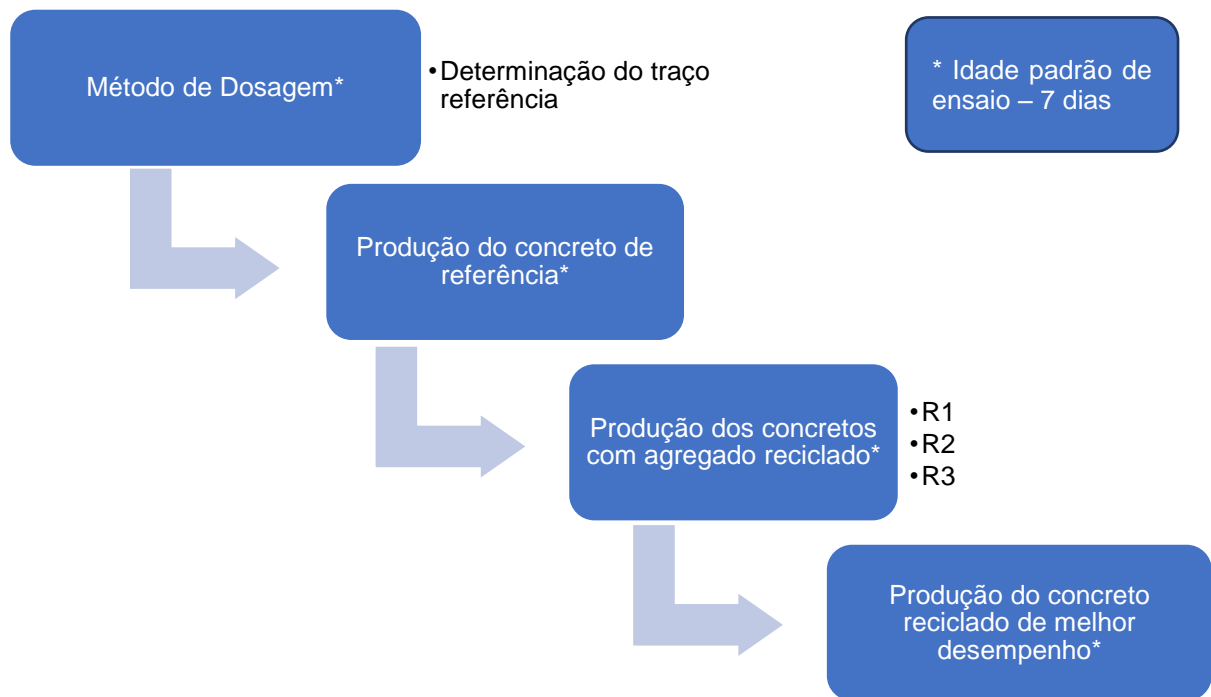 Método de Dosagem*
•Determinação do traço
referência
* Idade padrão de
ensaio – 7 dias
Produção do concreto de
referência*
Produção dos concretos
com agregado reciclado*
•R1
•R2
•R3
Produção do concreto
reciclado de melhor
desempenho*